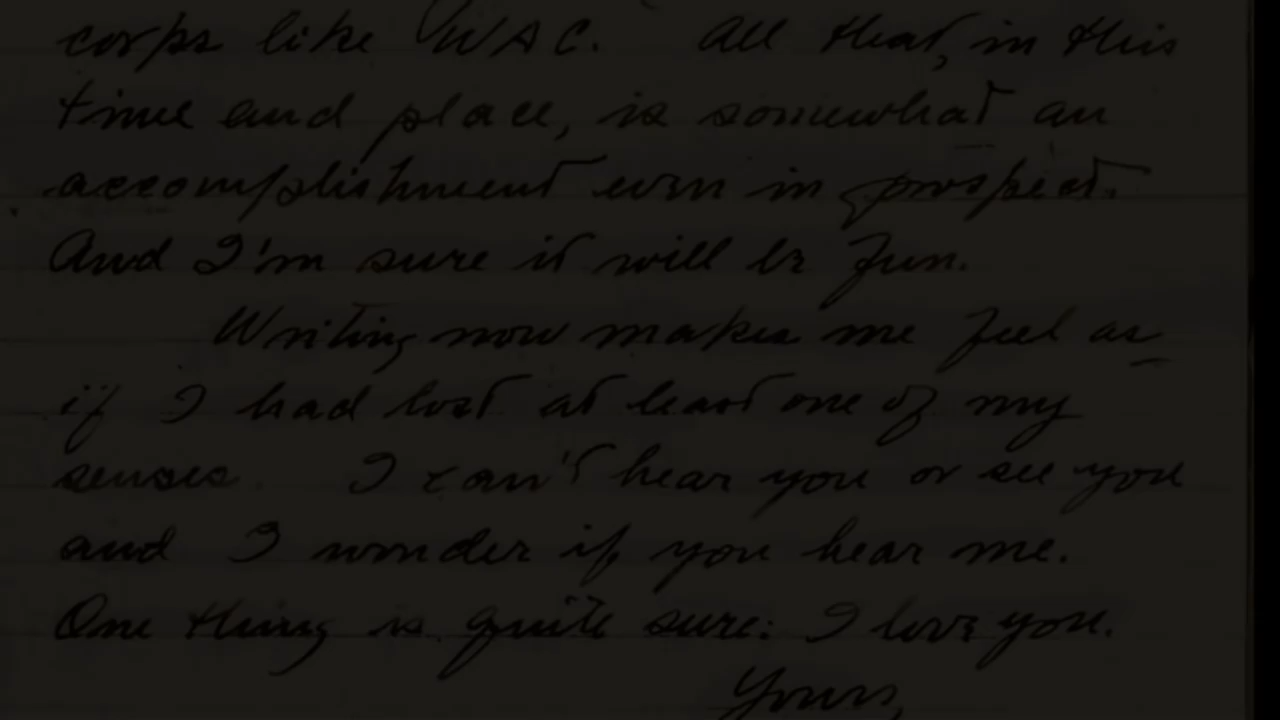 corps like WAC. All that, in this
time and place, is somewhat an
accomplishment even in prospect.
And I'm sure it will be fun.
Writing now makes me feel as
if I had lost at least one of my
senses. I can't hear you or see you
and I wonder if you hear me.
One thing is quite sure: I love you.
Yours,